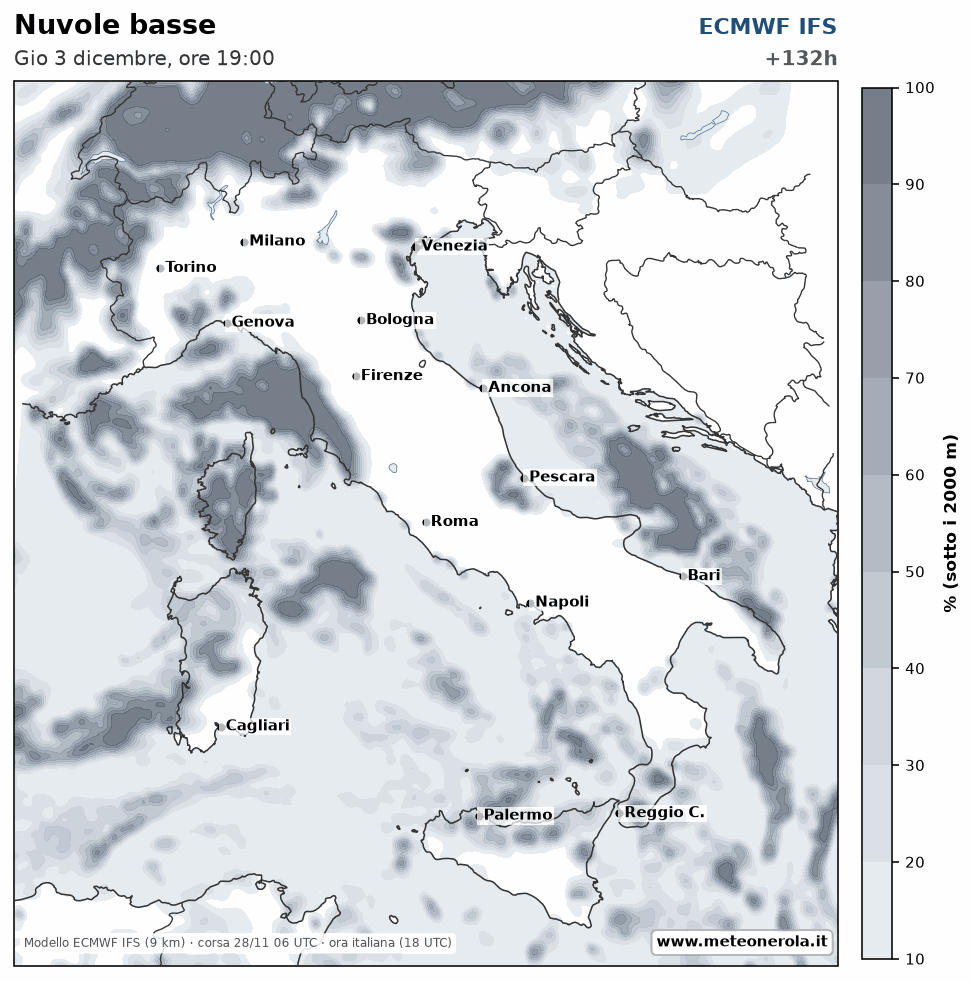 Nuvole basse
ECMWF IFS
Gio 3 dicembre, ore 19:00
+132h
100
90
80
70
60
50
40
30
20
10
% (sotto i 2000 m)
Milano
Venezia
Torino
Genova
Bologna
Firenze
Ancona
Pescara
Roma
Bari
Napoli
Cagliari
Palermo
Reggio C.
Modello ECMWF IFS (9 km) · corsa 28/11 06 UTC · ora italiana (18 UTC)
www.meteonerola.it